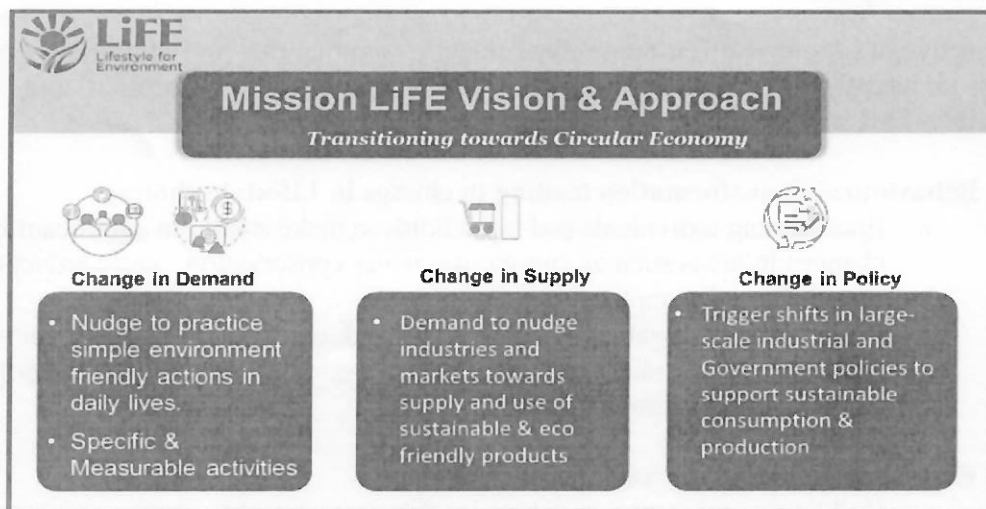 LiFE
Lifestyle for
Environment
Mission LiFE Vision & Approach
Transitioning towards Circular Economy
Change in Demand
• Nudge to practice
simple environment
friendly actions in
daily lives.
• Specific &
Measurable activities
Change in Supply
• Demand to nudge
industries and
markets towards
supply and use of
sustainable & eco
friendly products
Change in Policy
• Trigger shifts in large-
scale industrial and
Government policies to
support sustainable
consumption &
production